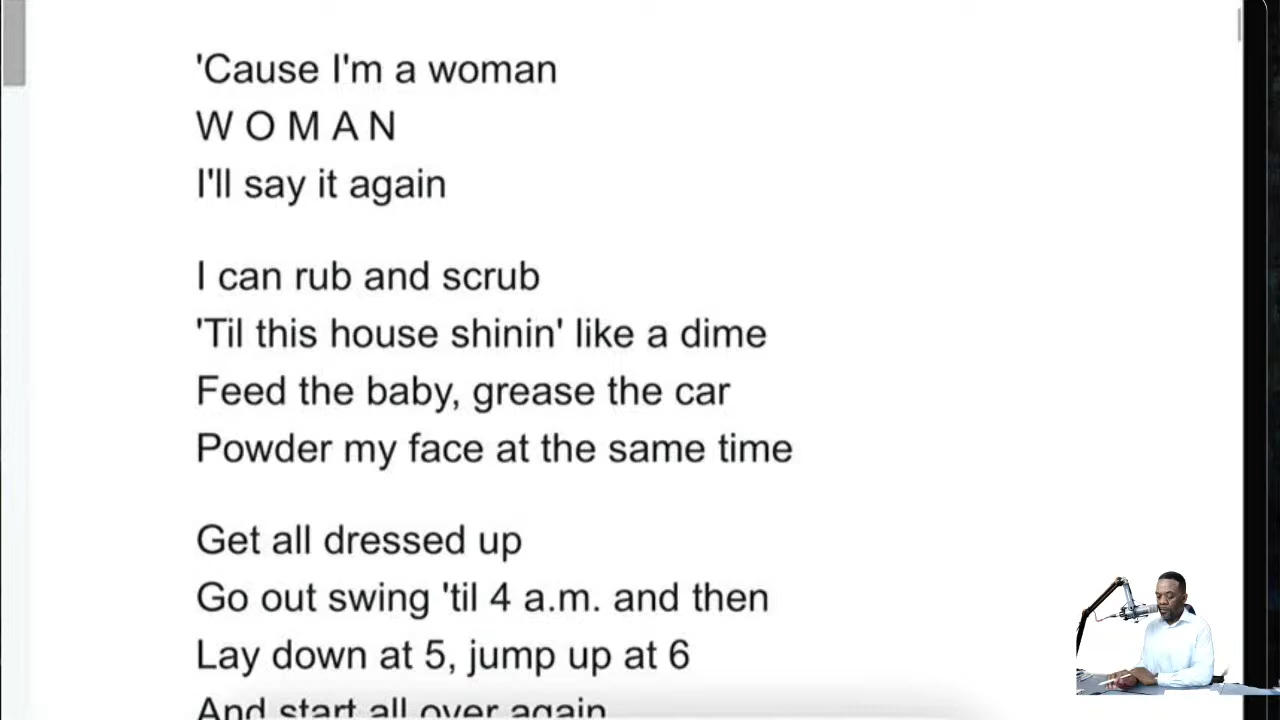 'Cause I'm a woman
W O M A N
I'll say it again
I can rub and scrub
'Til this house shinin' like a dime
Feed the baby, grease the car
Powder my face at the same time
Get all dressed up
Go out swing 'til 4 a.m. and then
Lay down at 5, jump up at 6
And start all over again